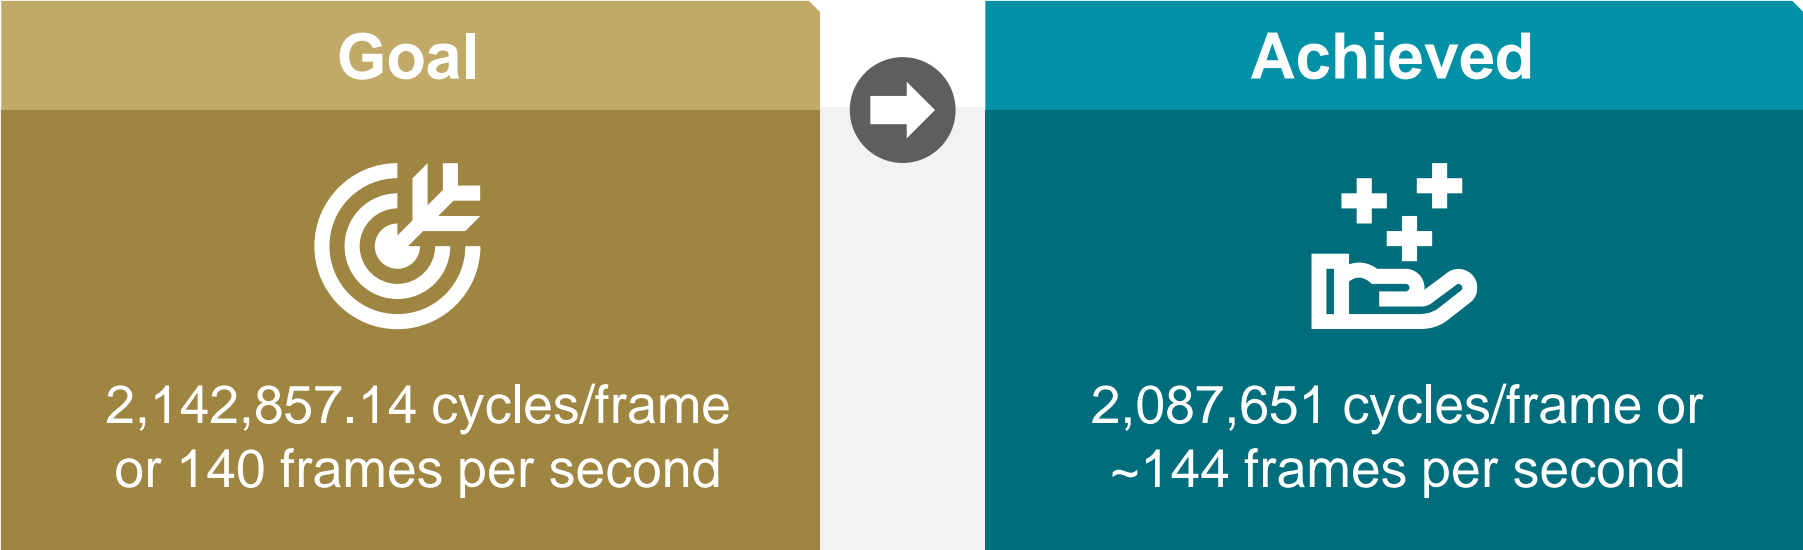 Goal
2,142,857.14 cycles/frame
or 140 frames per second
Achieved
2,087,651 cycles/frame or
~144 frames per second